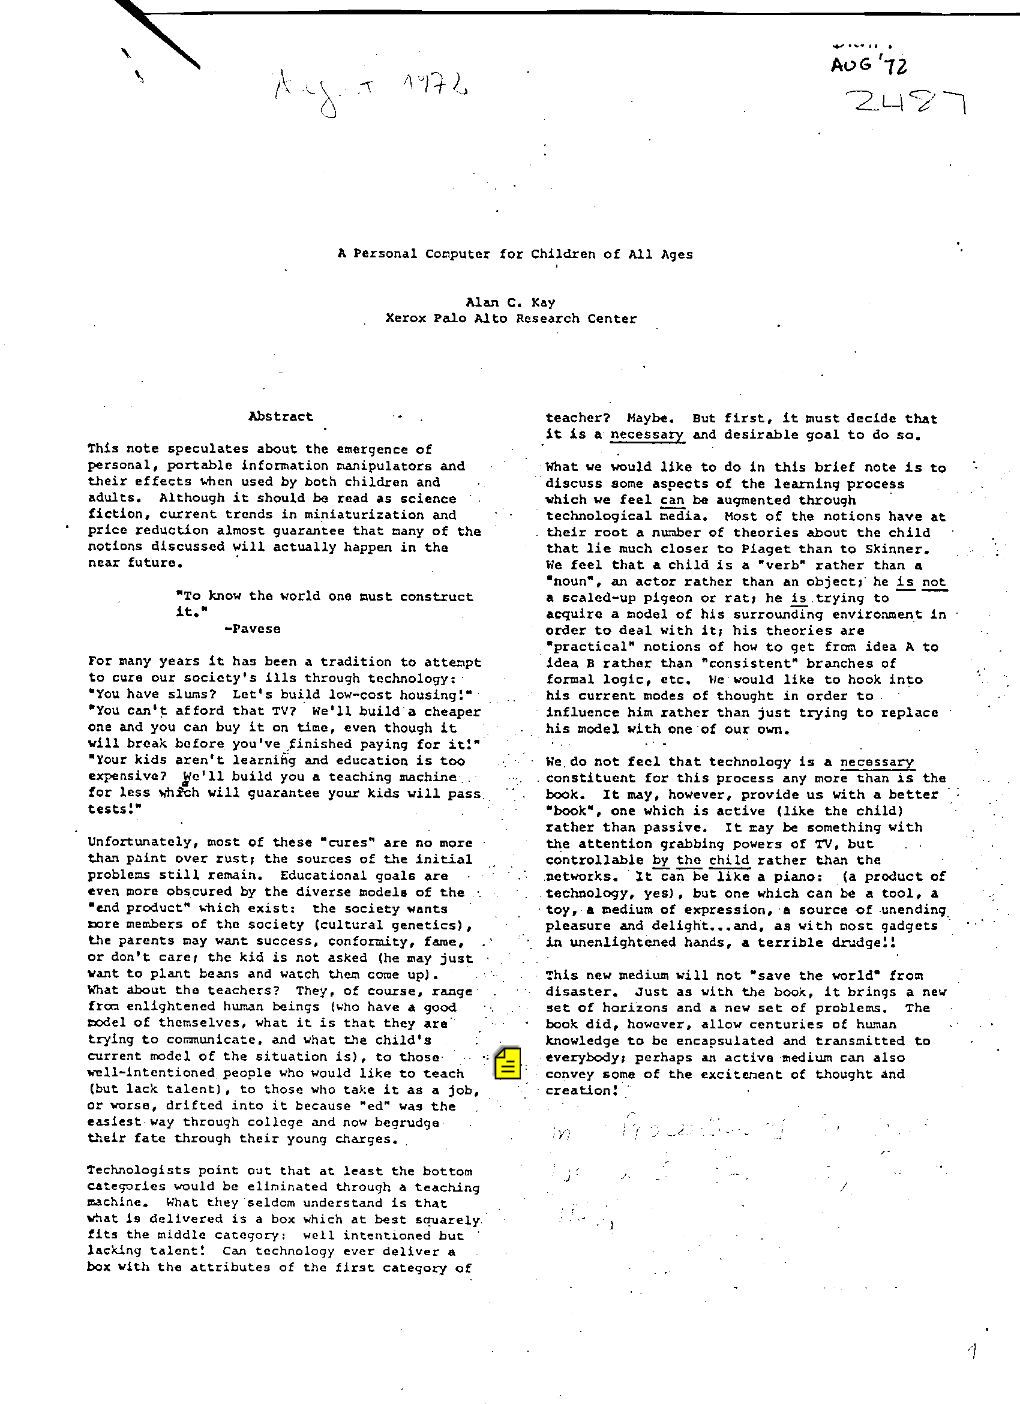 August 1972
AUG '72
2487
A Personal Computer for Children of All Ages
Alan C. Kay
Xerox Palo Alto Research Center
Abstract
This note speculates about the emergence of
personal, portable information manipulators and
their effects when used by both children and
adults. Although it should be read as science
fiction, current trends in miniaturization and
price reduction almost guarantee that many of the
notions discussed will actually happen in the
near future.
"To know the world one must construct
it."
-Pavese
For many years it has been a tradition to attempt
to cure our society's ills through technology:
"You have slums? Let's build low-cost housing!"
"You can't afford that TV? We'll build a cheaper
one and you can buy it on time, even though it
will break before you've finished paying for it!"
"Your kids aren't learning and education is too
expensive? We'll build you a teaching machine
for less which will guarantee your kids will pass
tests!"
Unfortunately, most of these "cures" are no more
than paint over rust; the sources of the initial
problems still remain. Educational goals are
even more obscured by the diverse models of the
"end product" which exist: the society wants
more members of the society (cultural genetics),
the parents may want success, conformity, fame,
or don't care; the kid is not asked (he may just
want to plant beans and watch them come up).
What about the teachers? They, of course, range
from enlightened human beings (who have a good
model of themselves, what it is that they are
trying to communicate, and what the child's
current model of the situation is), to those
well-intentioned people who would like to teach
(but lack talent), to those who take it as a job,
or worse, drifted into it because "ed" was the
easiest way through college and now begrudge
their fate through their young charges.
Technologists point out that at least the bottom
categories would be eliminated through a teaching
machine. What they seldom understand is that
what is delivered is a box which at best squarely
fits the middle category: well intentioned but
lacking talent! Can technology ever deliver a
box with the attributes of the first category of
teacher? Maybe. But first, it must decide that
it is a necessary and desirable goal to do so.
What we would like to do in this brief note is to
discuss some aspects of the learning process
which we feel can be augmented through
technological media. Most of the notions have at
their root a number of theories about the child
that lie much closer to Piaget than to Skinner.
We feel that a child is a "verb" rather than a
"noun", an actor rather than an object; he is not
a scaled-up pigeon or rat; he is trying to
acquire a model of his surrounding environment in
order to deal with it; his theories are
"practical" notions of how to get from idea A to
idea B rather than "consistent" branches of
formal logic, etc. We would like to hook into
his current modes of thought in order to
influence him rather than just trying to replace
his model with one of our own.
We do not feel that technology is a necessary
constituent for this process any more than is the
book. It may, however, provide us with a better
"book", one which is active (like the child)
rather than passive. It may be something with
the attention grabbing powers of TV, but
controllable by the child rather than the
networks. It can be like a piano: (a product of
technology, yes), but one which can be a tool, a
toy, a medium of expression, a source of unending
pleasure and delight...and, as with most gadgets
in unenlightened hands, a terrible drudge!!
This new medium will not "save the world" from
disaster. Just as with the book, it brings a new
set of horizons and a new set of problems. The
book did, however, allow centuries of human
knowledge to be encapsulated and transmitted to
everybody; perhaps an active medium can also
convey some of the excitement of thought and
creation!
in
1